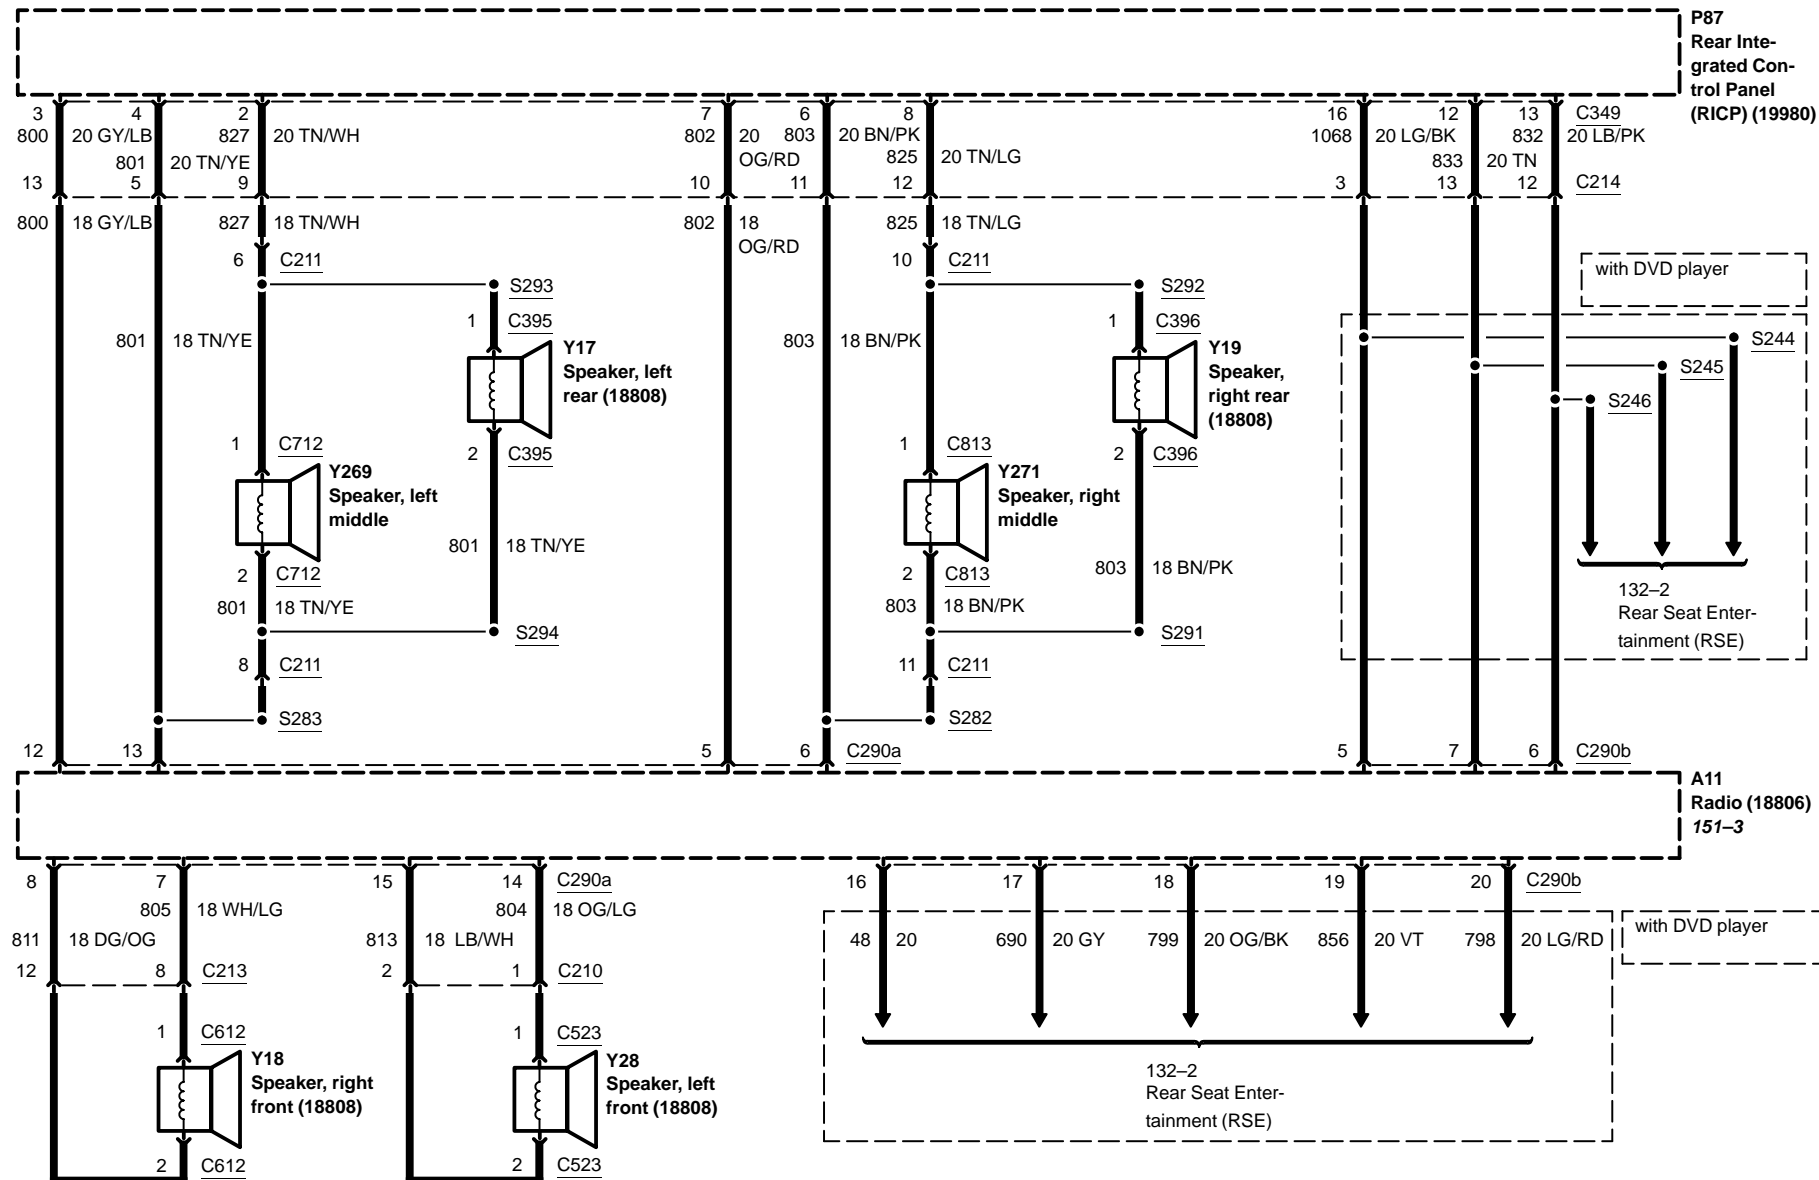 P87
Rear Inte-
grated Con-
trol Panel
(RICP) (19980)
3 4 2 7 6 8 16 12 13 C349
800 20 GY/LB 827 20 TN/WH 802 20 803 20 BN/PK 1068 20 LG/BK 832 20 LB/PK
801 20 TN/YE OG/RD 825 20 TN/LG 833 20 TN
13 5 9 10 11 12 3 13 12 C214
800 18 GY/LB 827 18 TN/WH 802 18 825 18 TN/LG
OG/RD
6 C211 10 C211
with DVD player
S293 S292
1 C395 1 C396
801 18 TN/YE 803 18 BN/PK
S244
Y17
Speaker, left
rear (18808)
Y19
Speaker,
right rear
(18808)
S245
S246
1 C712 1 C813
2 C395 2 C396
Y269
Speaker, left
middle
Y271
Speaker, right
middle
801 18 TN/YE
803 18 BN/PK
2 C712 2 C813
801 18 TN/YE 803 18 BN/PK
132–2
Rear Seat Enter-
tainment (RSE)
S294 S291
8 C211 11 C211
S283 S282
12 13 5 6 C290a 5 7 6 C290b
A11
Radio (18806)
151–3
8 7 15 14 C290a 16 17 18 19 20 C290b
805 18 WH/LG 804 18 OG/LG
811 18 DG/OG 813 18 LB/WH
48 20 690 20 GY 799 20 OG/BK 856 20 VT 798 20 LG/RD
with DVD player
12 8 C213 2 1 C210
1 C612 1 C523
Y18
Speaker, right
front (18808)
Y28
Speaker, left
front (18808)
132–2
Rear Seat Enter-
tainment (RSE)
2 C612 2 C523